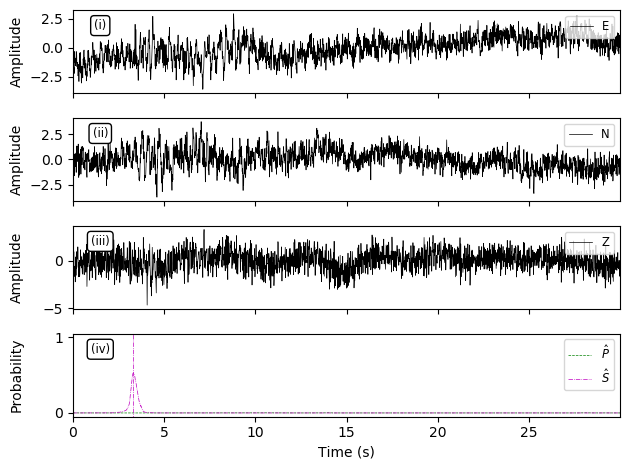 Amplitude
2.5
0.0
−2.5
(i)
E
Amplitude
2.5
0.0
−2.5
(ii)
N
Amplitude
0
−5
(iii)
Z
Probability
1
0
(iv)
P̂
Ŝ
0 5 10 15 20 25
Time (s)